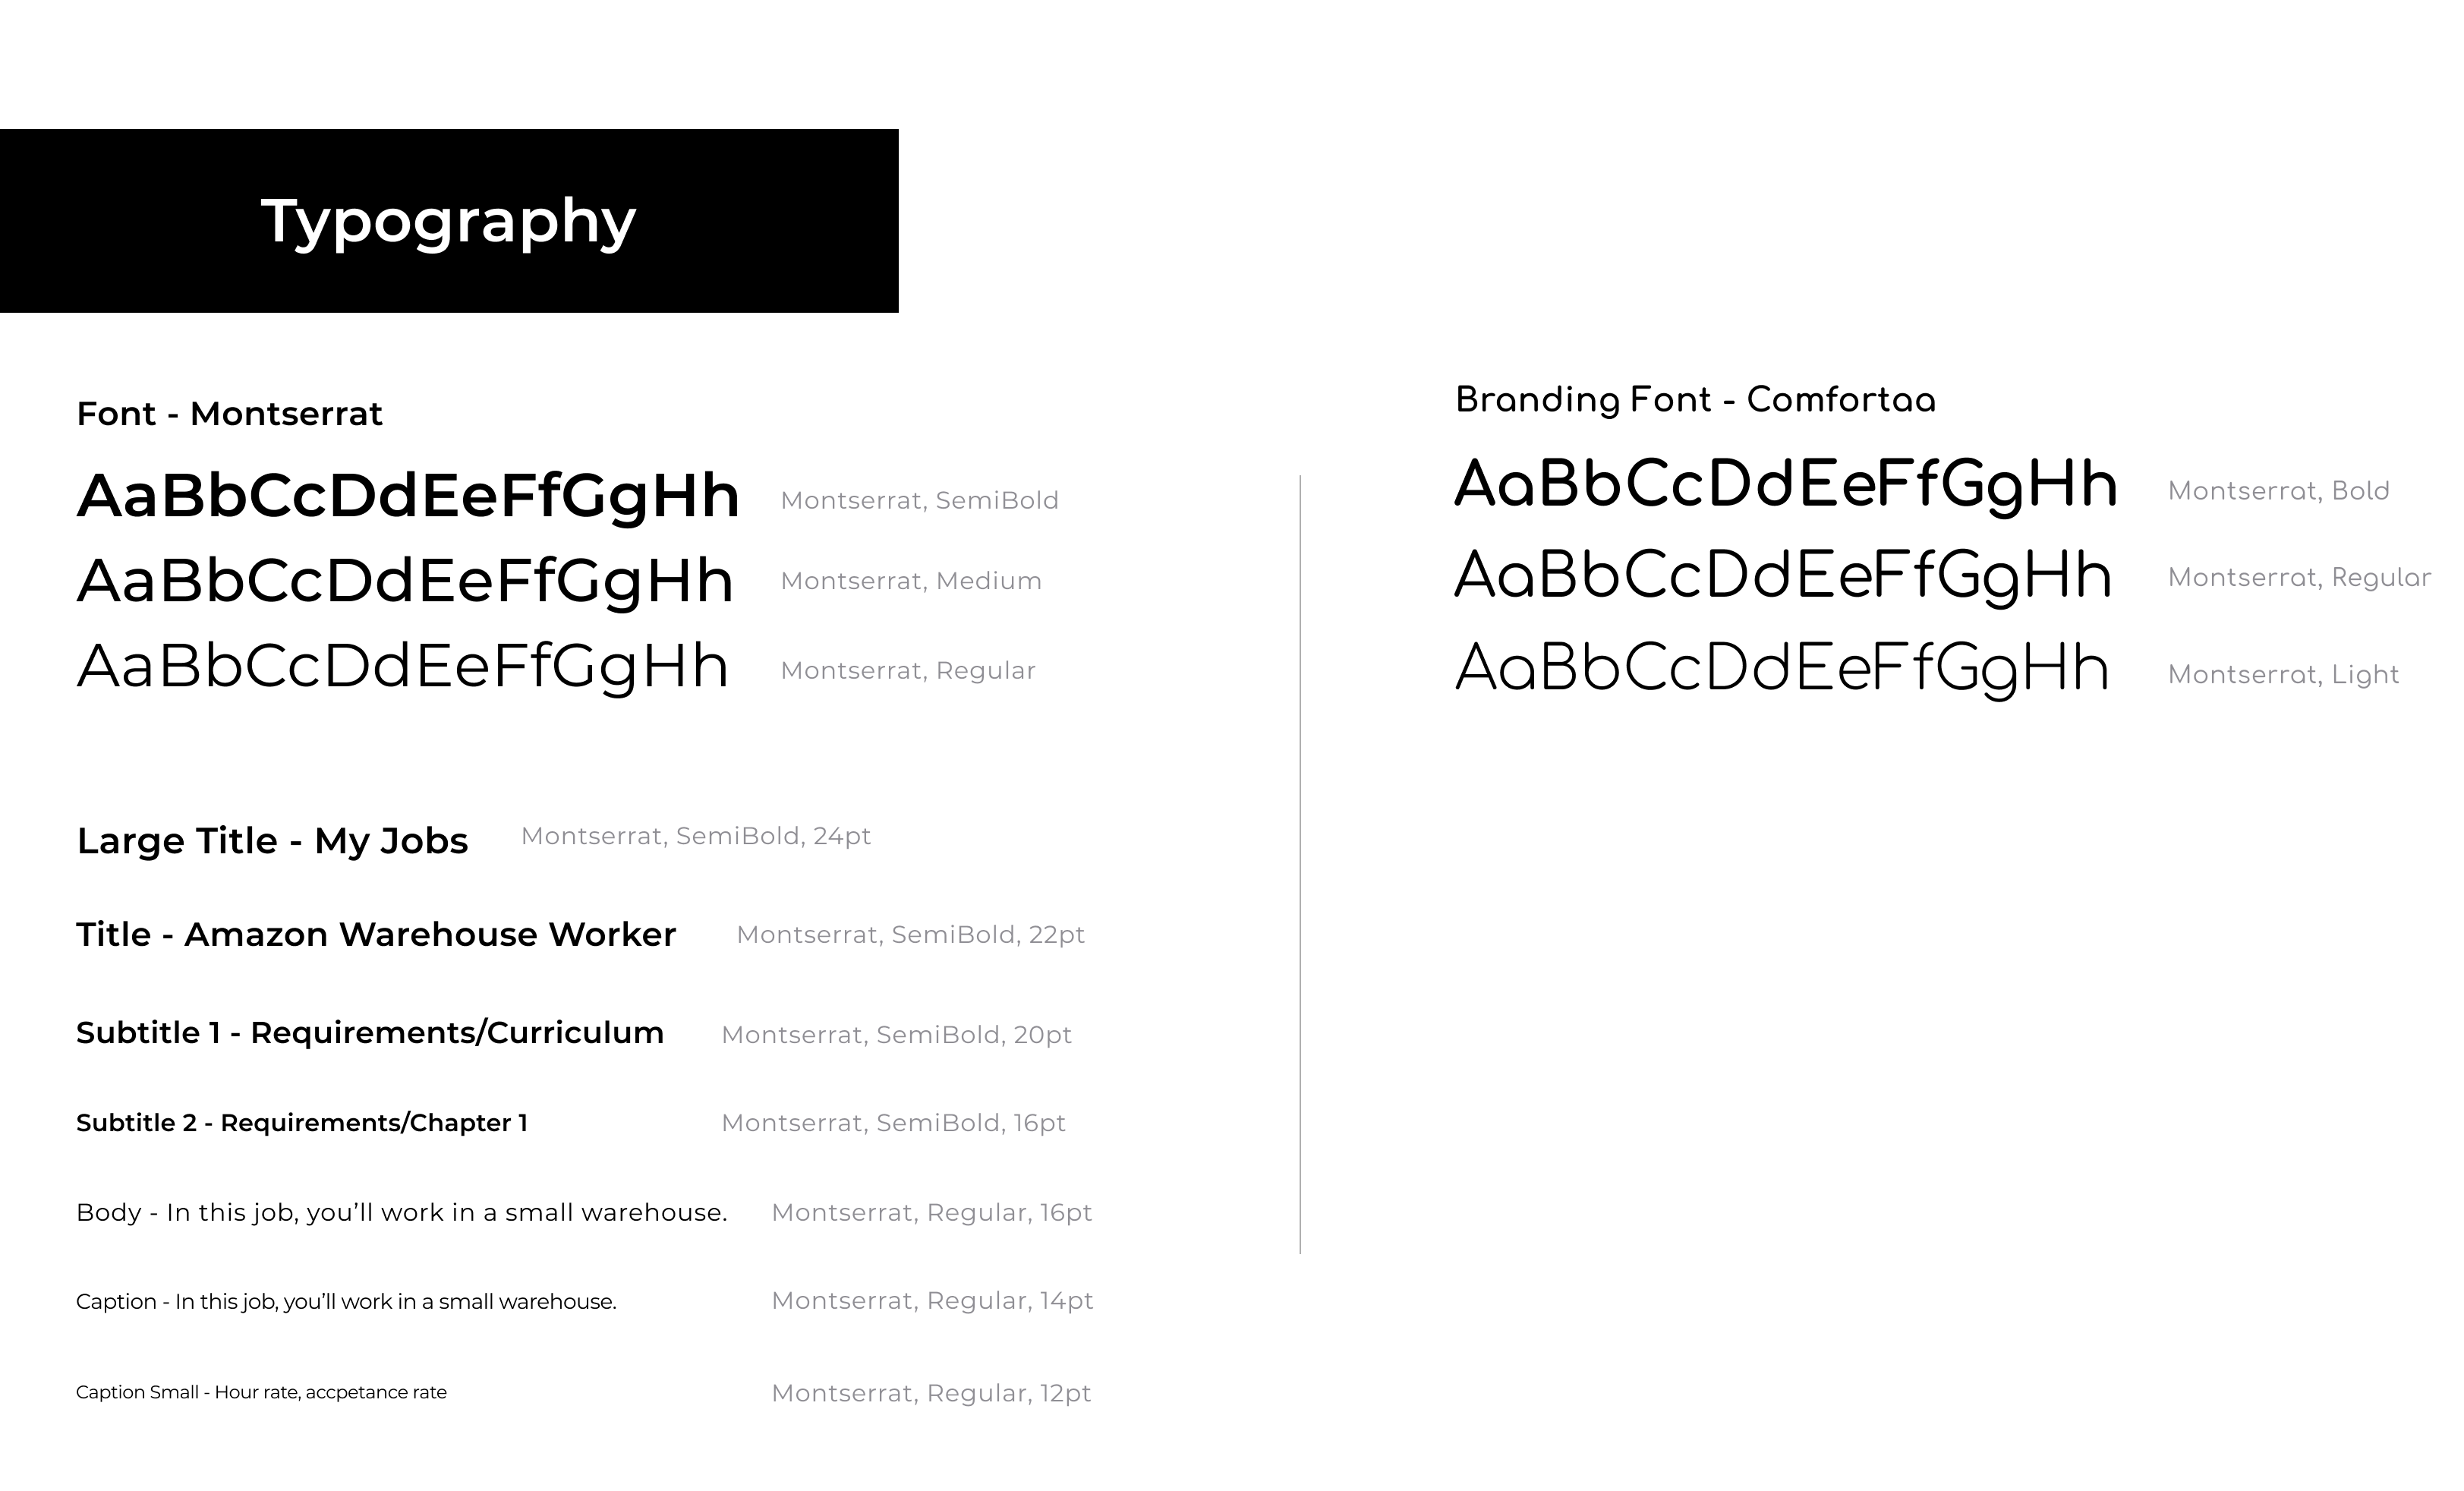 Typography
Font - Montserrat
AaBbCcDdEeFfGgHh Montserrat, SemiBold
AaBbCcDdEeFfGgHh Montserrat, Medium
AaBbCcDdEeFfGgHh Montserrat, Regular
Large Title - My Jobs Montserrat, SemiBold, 24pt
Title - Amazon Warehouse Worker Montserrat, SemiBold, 22pt
Subtitle 1 - Requirements/Curriculum Montserrat, SemiBold, 20pt
Subtitle 2 - Requirements/Chapter 1 Montserrat, SemiBold, 16pt
Body - In this job, you’ll work in a small warehouse. Montserrat, Regular, 16pt
Caption - In this job, you’ll work in a small warehouse. Montserrat, Regular, 14pt
Caption Small - Hour rate, accpetance rate Montserrat, Regular, 12pt
Branding Font - Comfortaa
AaBbCcDdEeFfGgHh Montserrat, Bold
AaBbCcDdEeFfGgHh Montserrat, Regular
AaBbCcDdEeFfGgHh Montserrat, Light